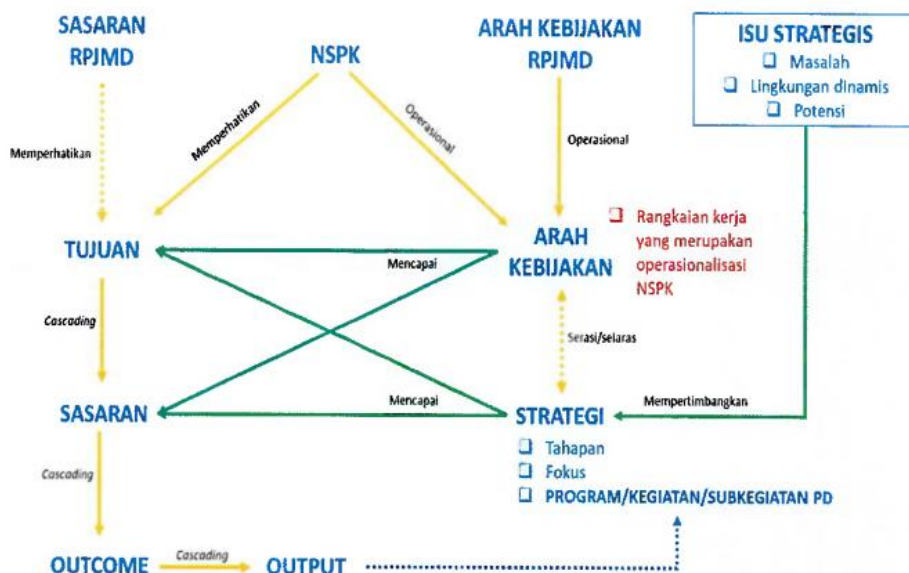 SASARAN
RPJMD
NSPK
ARAH KEBIJAKAN
RPJMD
ISU STRATEGIS
❑ Masalah
❑ Lingkungan dinamis
❑ Potensi
Memperhatikan
Memperhatikan
Operasional
Operasional
TUJUAN
Mencapai
ARAH
KEBIJAKAN
❑ Rangkaian kerja
yang merupakan
operasionalisasi
NSPK
Cascading
Serasi/selaras
SASARAN
Mencapai
STRATEGI
Mempertimbangkan
❑ Tahapan
❑ Fokus
❑ PROGRAM/KEGIATAN/SUBKEGIATAN PD
Cascading
OUTCOME
Cascading
OUTPUT